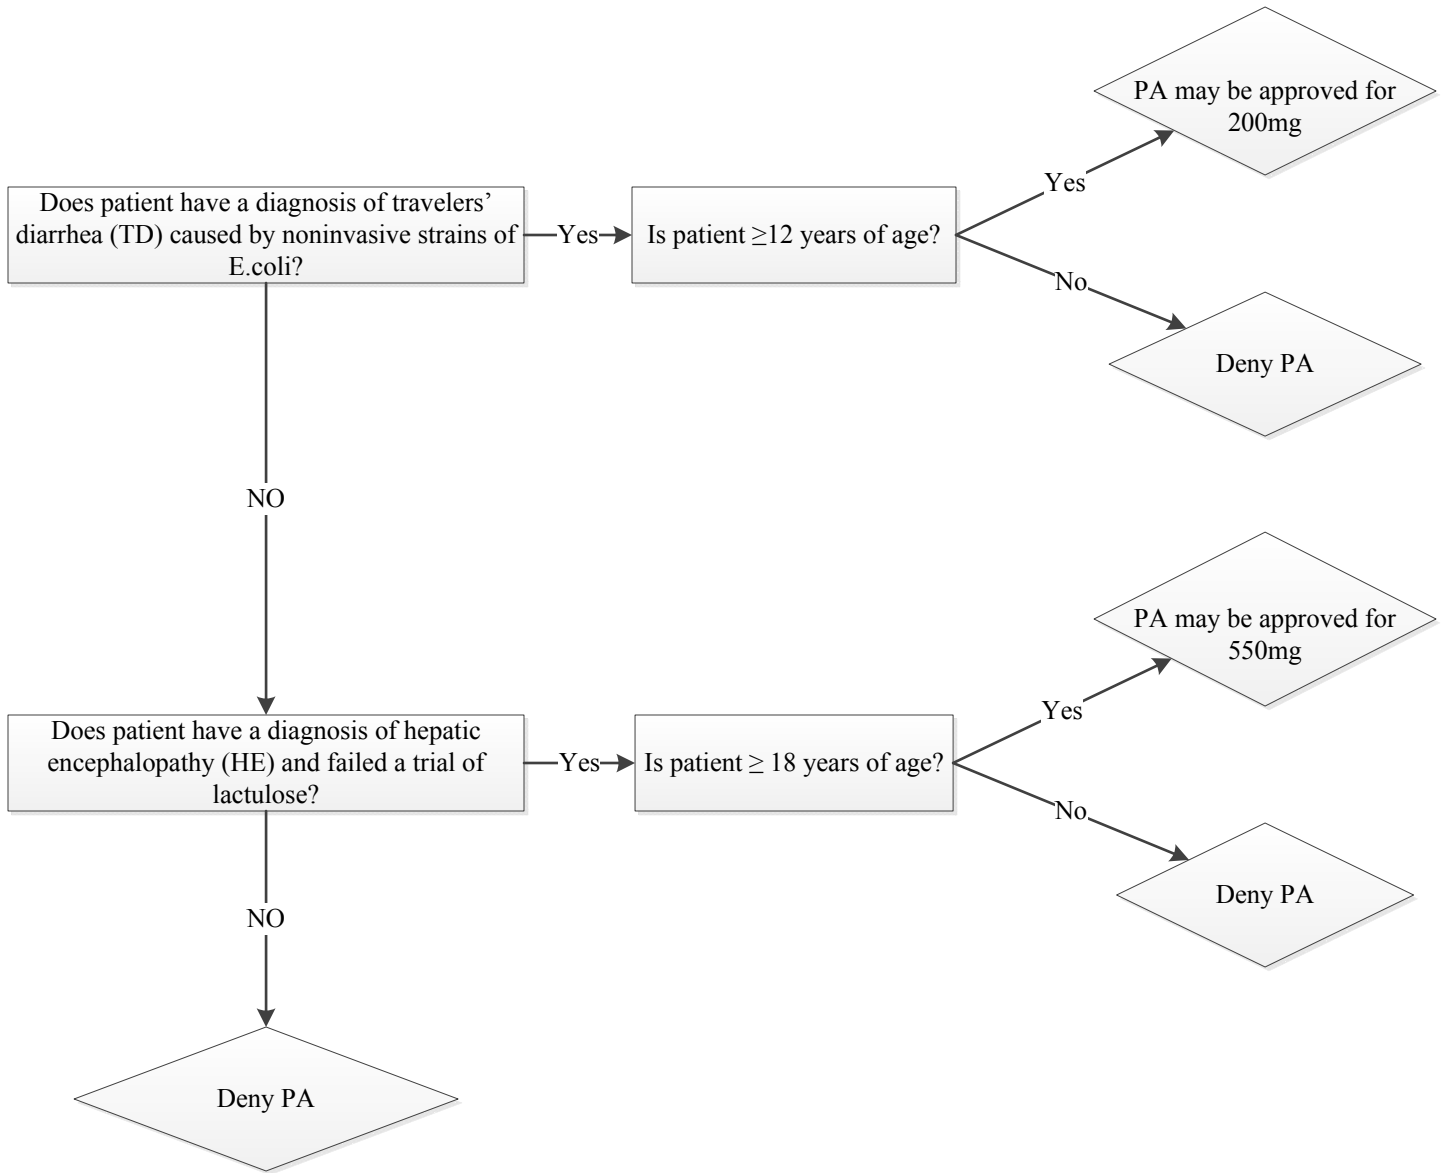 PA may be approved for
200mg
Yes
Does patient have a diagnosis of travelers’
diarrhea (TD) caused by noninvasive strains of
E.coli?
Yes
Is patient ≥12 years of age?
No
Deny PA
NO
PA may be approved for
550mg
Yes
Does patient have a diagnosis of hepatic
encephalopathy (HE) and failed a trial of
lactulose?
Yes
Is patient ≥ 18 years of age?
No
Deny PA
NO
Deny PA